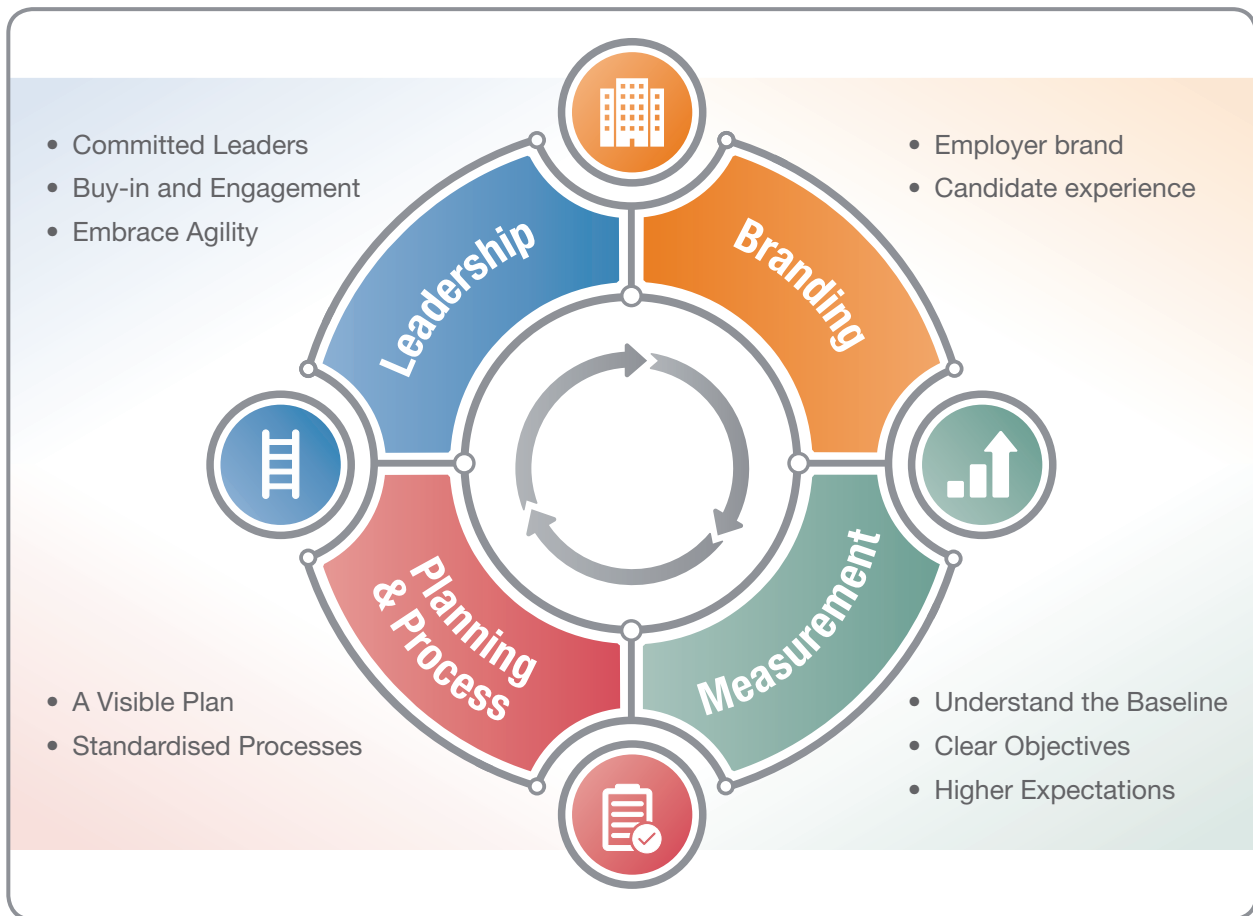 Committed Leaders
Buy-in and Engagement
Embrace Agility
Employer brand
Candidate experience
Leadership
Branding
Planning
& Process
Measurement
A Visible Plan
Standardised Processes
Understand the Baseline
Clear Objectives
Higher Expectations